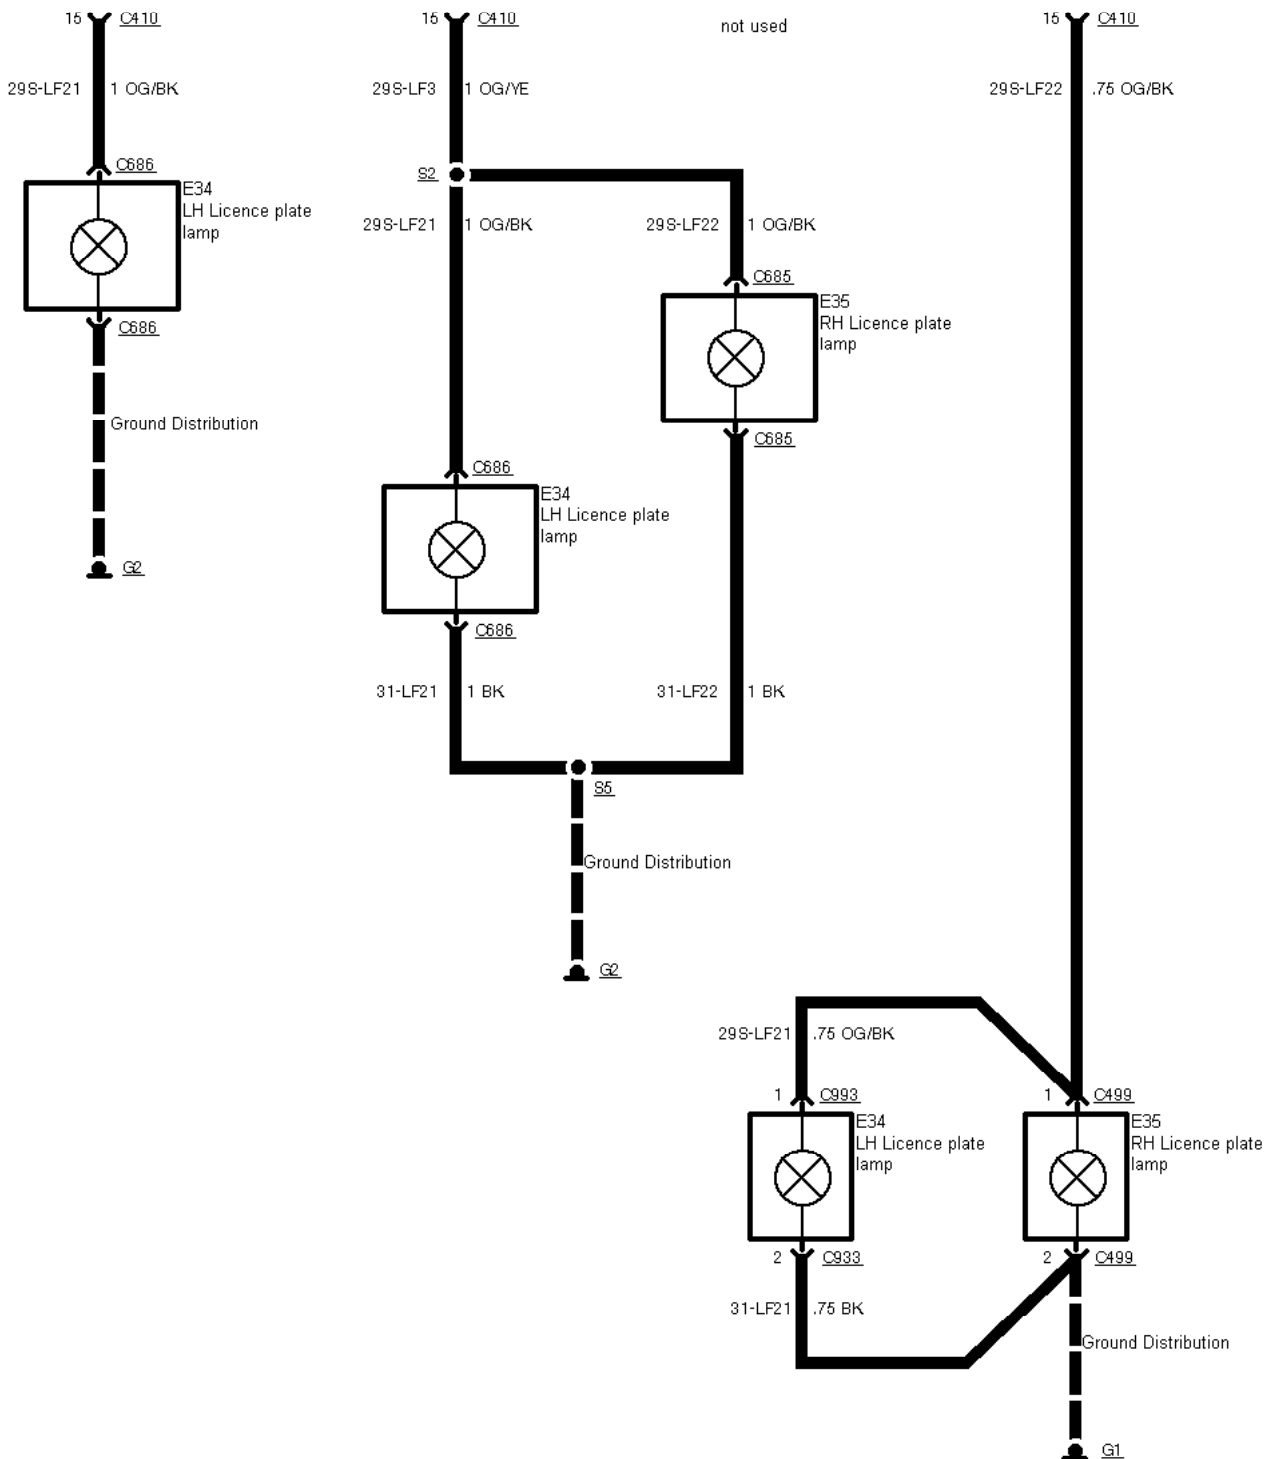 15 C410
15 C410
not used
15 C410
29S-LF21 1 OG/BK
29S-LF3 1 OG/YE
29S-LF22 .75 OG/BK
C686
E34
LH Licence plate
lamp
C686
Ground Distribution
G2
S2
29S-LF21 1 OG/BK
29S-LF22 1 OG/BK
C685
E35
RH Licence plate
lamp
C685
C686
E34
LH Licence plate
lamp
C686
31-LF21 1 BK
31-LF22 1 BK
S5
Ground Distribution
G2
29S-LF21 .75 OG/BK
1 C993
1 C499
E34
LH Licence plate
lamp
E35
RH Licence plate
lamp
2 C933
2 C499
31-LF21 .75 BK
Ground Distribution
G1